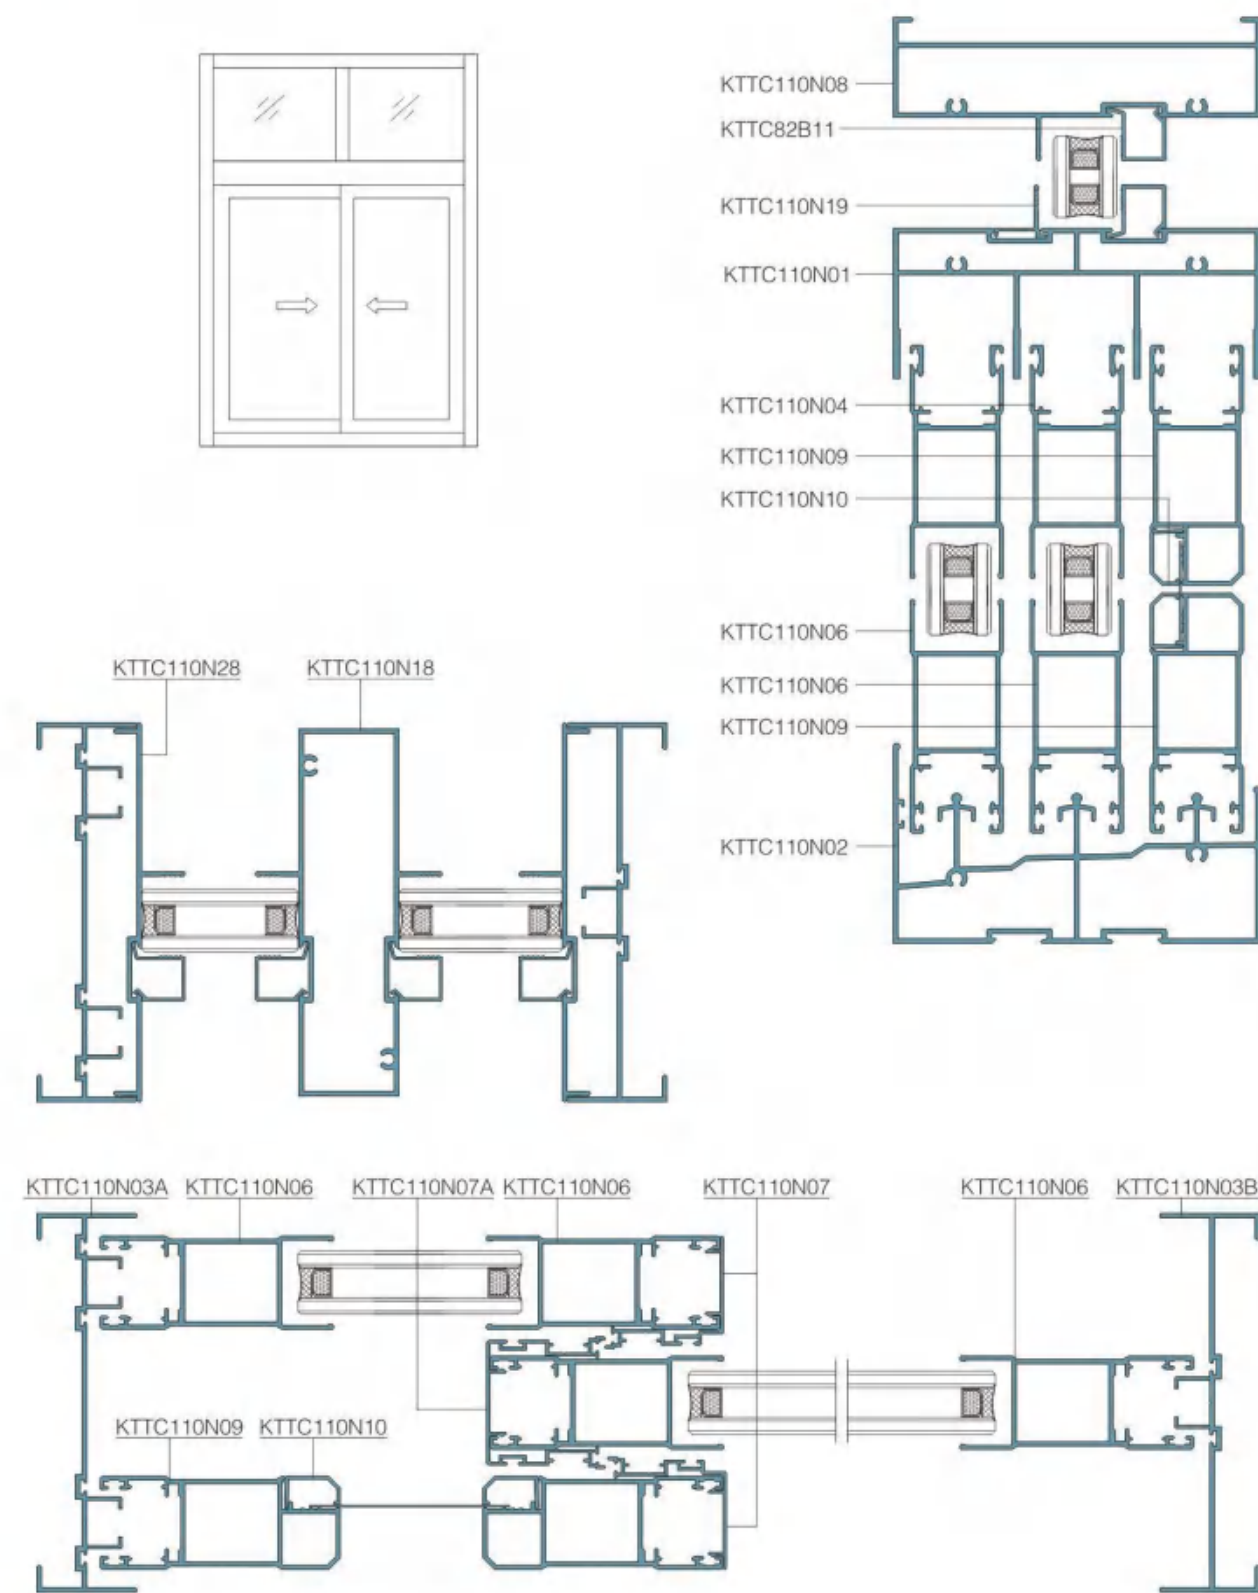 KTTC110N08
KTTC82B11
KTTC110N19
KTTC110N01
KTTC110N04
KTTC110N09
KTTC110N10
KTTC110N06
KTTC110N06
KTTC110N09
KTTC110N02
KTTC110N28 KTTC110N18
KTTC110N03A KTTC110N06 KTTC110N07A KTTC110N06 KTTC110N07 KTTC110N06 KTTC110N03B
KTTC110N09 KTTC110N10